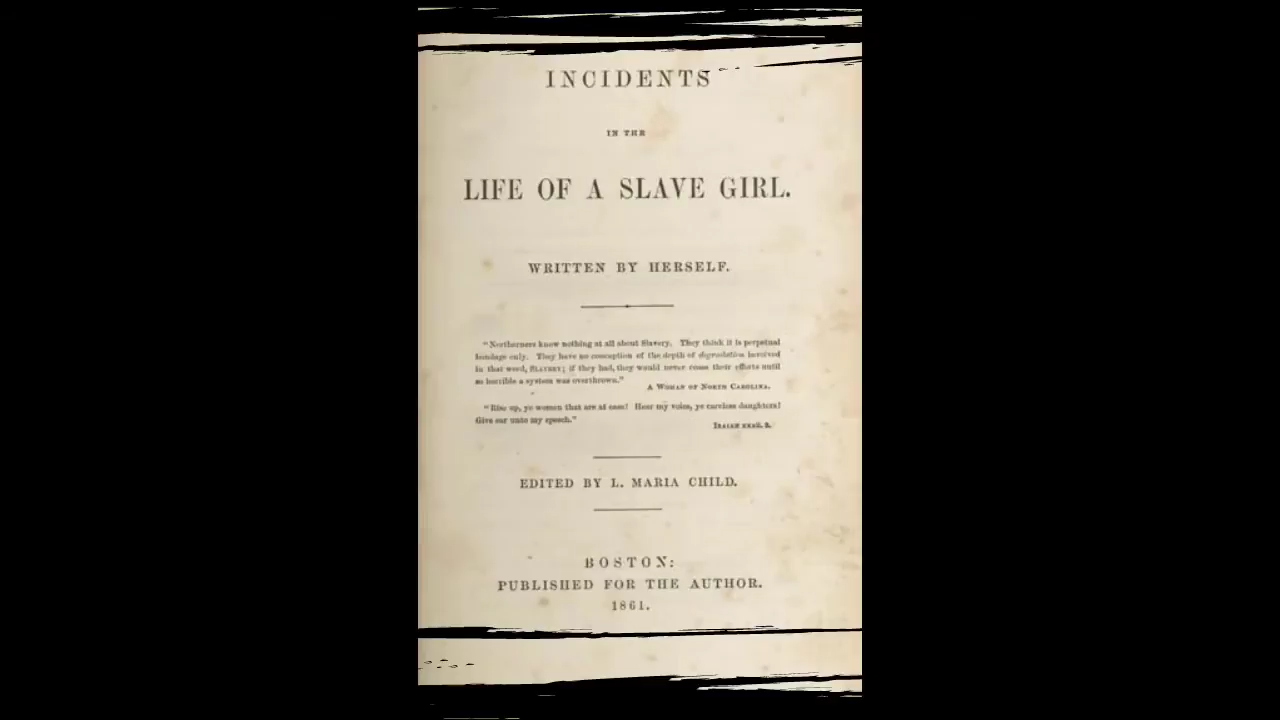 INCIDENTS
IN THE
LIFE OF A SLAVE GIRL.
WRITTEN BY HERSELF.
"Northerners know nothing at all about Slavery. They think it is perpetual
bondage only. They have no conception of the depth of degradation involved
in that word, SLAVERY; if they had, they would never cease their efforts until
so horrible a system was overthrown."
A WOMAN OF NORTH CAROLINA.
"Rise up, ye women that are at ease! Hear my voice, ye careless daughters!
Give ear unto my speech."
ISAIAH xxxii. 9.
EDITED BY L. MARIA CHILD.
BOSTON:
PUBLISHED FOR THE AUTHOR.
1861.